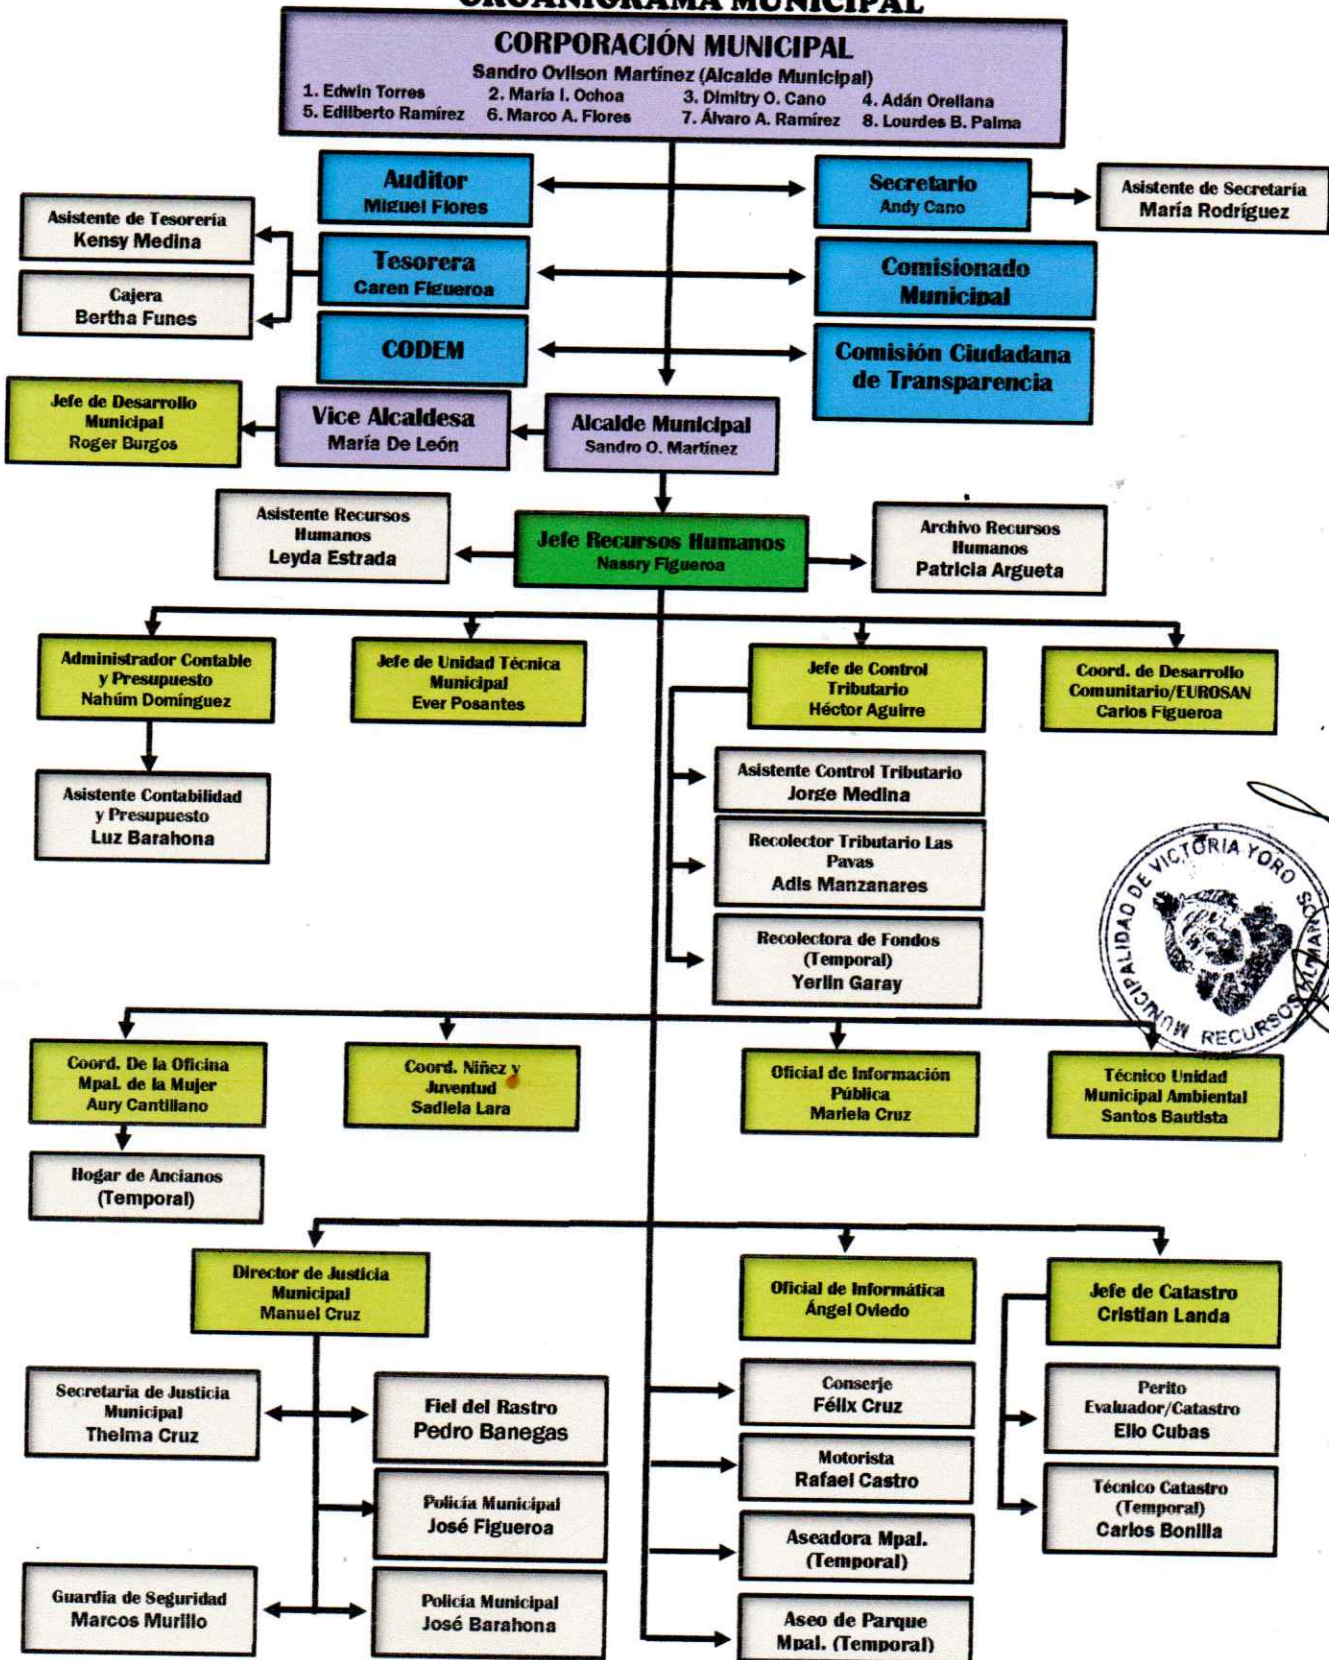 ORGANIGRAMA MUNICIPAL
CORPORACIÓN MUNICIPAL
Sandro Ovilson Martínez (Alcalde Municipal)
1. Edwin Torres 2. María I. Ochoa 3. Dimitry O. Cano 4. Adán Orellana
5. Edilberto Ramírez 6. Marco A. Flores 7. Álvaro A. Ramírez 8. Lourdes B. Palma
Auditor
Miguel Flores
Secretario
Andy Cano
Asistente de Secretaría
María Rodríguez
Asistente de Tesorería
Kensy Medina
Tesorera
Caren Figueroa
Comisionado
Municipal
Cajera
Bertha Funes
CODEM
Comisión Ciudadana
de Transparencia
Jefe de Desarrollo
Municipal
Roger Burgos
Vice Alcaldesa
María De León
Alcalde Municipal
Sandro O. Martínez
Asistente Recursos
Humanos
Leyda Estrada
Jefe Recursos Humanos
Nassry Figueroa
Archivo Recursos
Humanos
Patricia Argueta
Administrador Contable
y Presupuesto
Nahúm Domínguez
Jefe de Unidad Técnica
Municipal
Ever Posantes
Jefe de Control
Tributario
Héctor Aguirre
Coord. de Desarrollo
Comunitario/EUROSAN
Carlos Figueroa
Asistente Contabilidad
y Presupuesto
Luz Barahona
Asistente Control Tributario
Jorge Medina
Recolector Tributario Las
Pavas
Adis Manzanares
Recolectora de Fondos
(Temporal)
Yerlin Garay
MUNICIPALIDAD DE VICTORIA YORO
RECURSOS HUMANOS
Coord. De la Oficina
Mpal. de la Mujer
Aury Cantillano
Coord. Niñez y
Juventud
Sadiela Lara
Oficial de Información
Pública
Mariela Cruz
Técnico Unidad
Municipal Ambiental
Santos Bautista
Hogar de Ancianos
(Temporal)
Director de Justicia
Municipal
Manuel Cruz
Oficial de Informática
Ángel Oviedo
Jefe de Catastro
Cristian Landa
Secretaria de Justicia
Municipal
Thelma Cruz
Fiel del Rastro
Pedro Banegas
Conserje
Félix Cruz
Perito
Evaluador/Catastro
Elio Cubas
Policía Municipal
José Figueroa
Motorista
Rafael Castro
Técnico Catastro
(Temporal)
Carlos Bonilla
Aseadora Mpal.
(Temporal)
Guardia de Seguridad
Marcos Murillo
Policía Municipal
José Barahona
Aseo de Parque
Mpal. (Temporal)